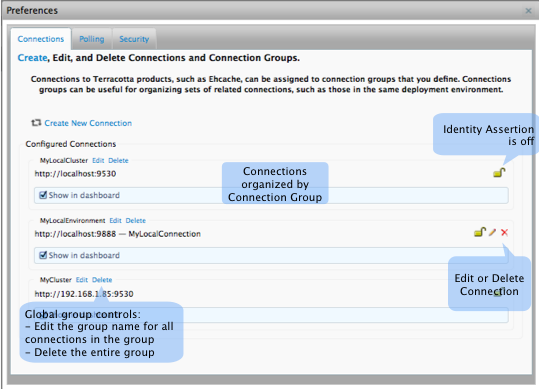 Preferences
Connections Polling Security
Create, Edit, and Delete Connections and Connection Groups.
Connections to Terracotta products, such as Ehcache, can be assigned to connection groups that you define. Connections
groups can be useful for organizing sets of related connections, such as those in the same deployment environment.
Create New Connection
Identity Assertion
is off
Configured Connections
MyLocalCluster Edit Delete
http://localhost:9530
Connections
organized by
Connection Group
Show in dashboard
MyLocalEnvironment Edit Delete
http://localhost:9888 — MyLocalConnection
Show in dashboard
Edit or Delete
Connection
MyCluster Edit Delete
http://192.168.1.85:9530
Global group controls:
- Edit the group name for all
connections in the group
- Delete the entire group